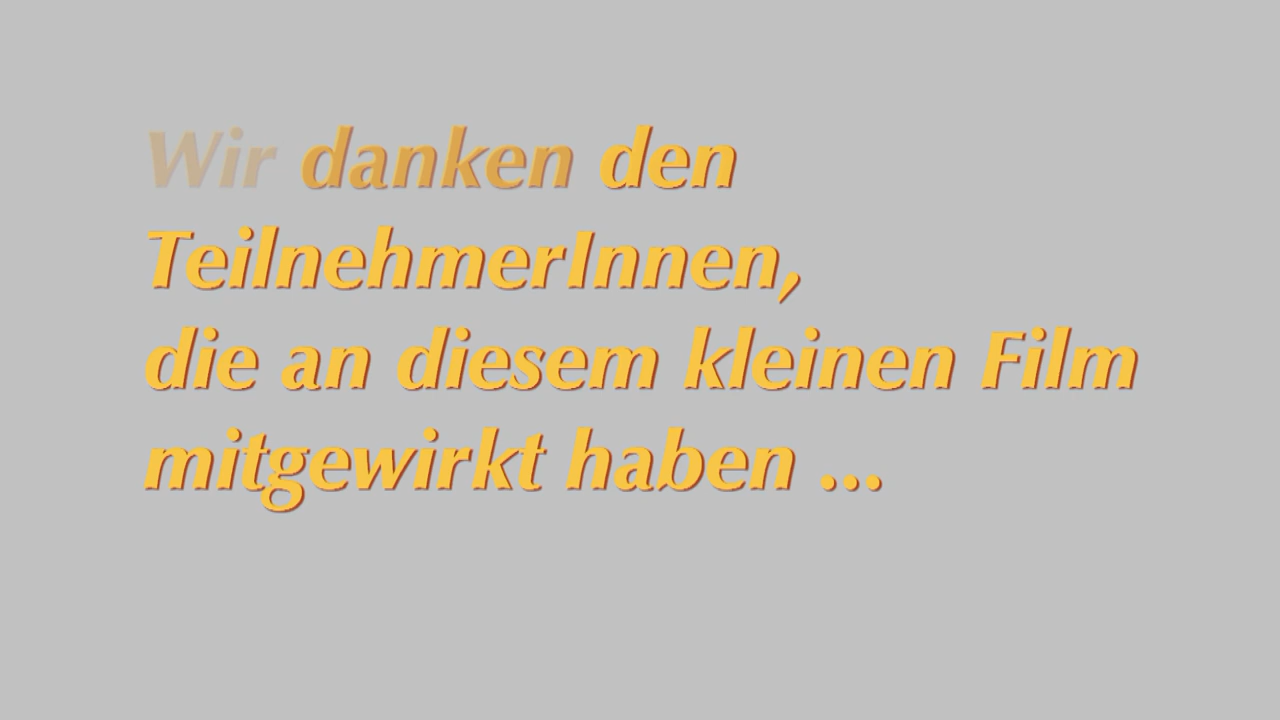 Wir danken den
TeilnehmerInnen,
die an diesem kleinen Film
mitgewirkt haben ...